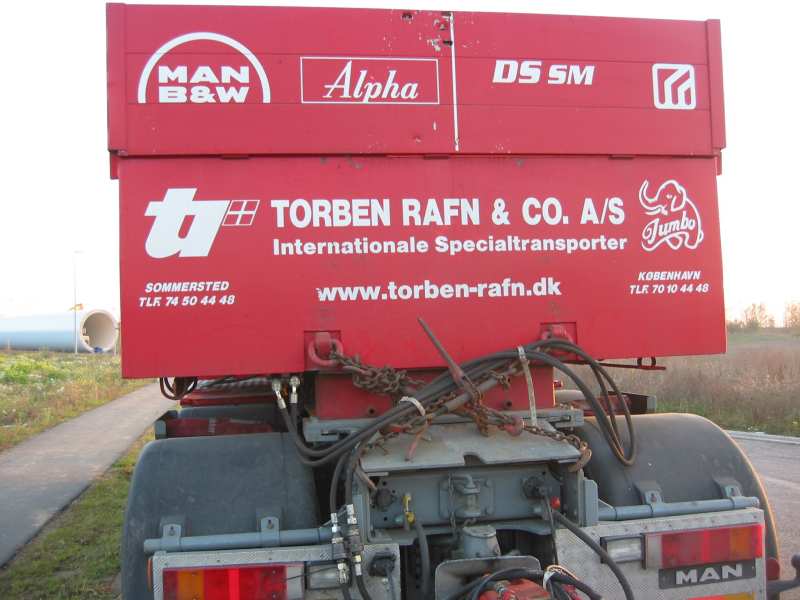 MAN
B&W
Alpha
DS SM
TORBEN RAFN & CO. A/S
Internationale Specialtransporter
Jumbo
SOMMERSTED
TLF. 74 50 44 48
www.torben-rafn.dk
KØBENHAVN
TLF. 70 10 44 48
MAN